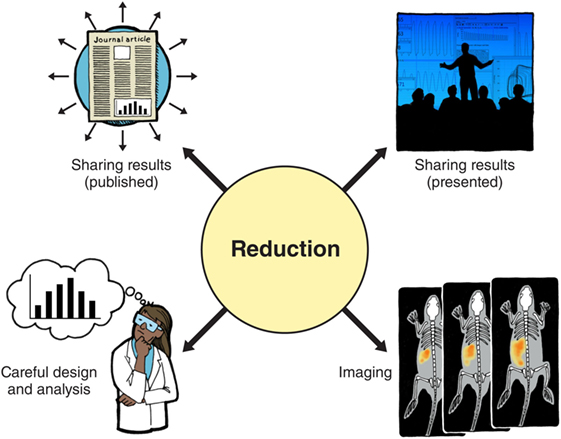 Journal article
Sharing results
(published)
Sharing results
(presented)
Reduction
Careful design
and analysis
Imaging